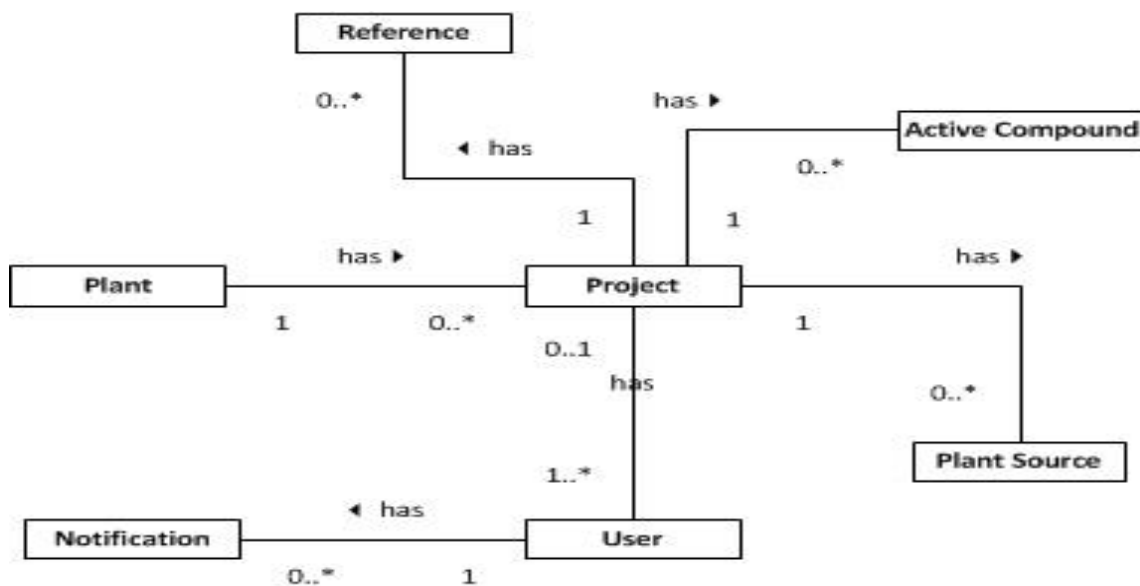 Reference
0..*
has ▶
Active Compound
◀ has
0..*
1
1
has ▶
has ▶
Plant
Project
1
0..*
1
0..1
has
0..*
Plant Source
1..*
◀ has
Notification
User
0..*
1